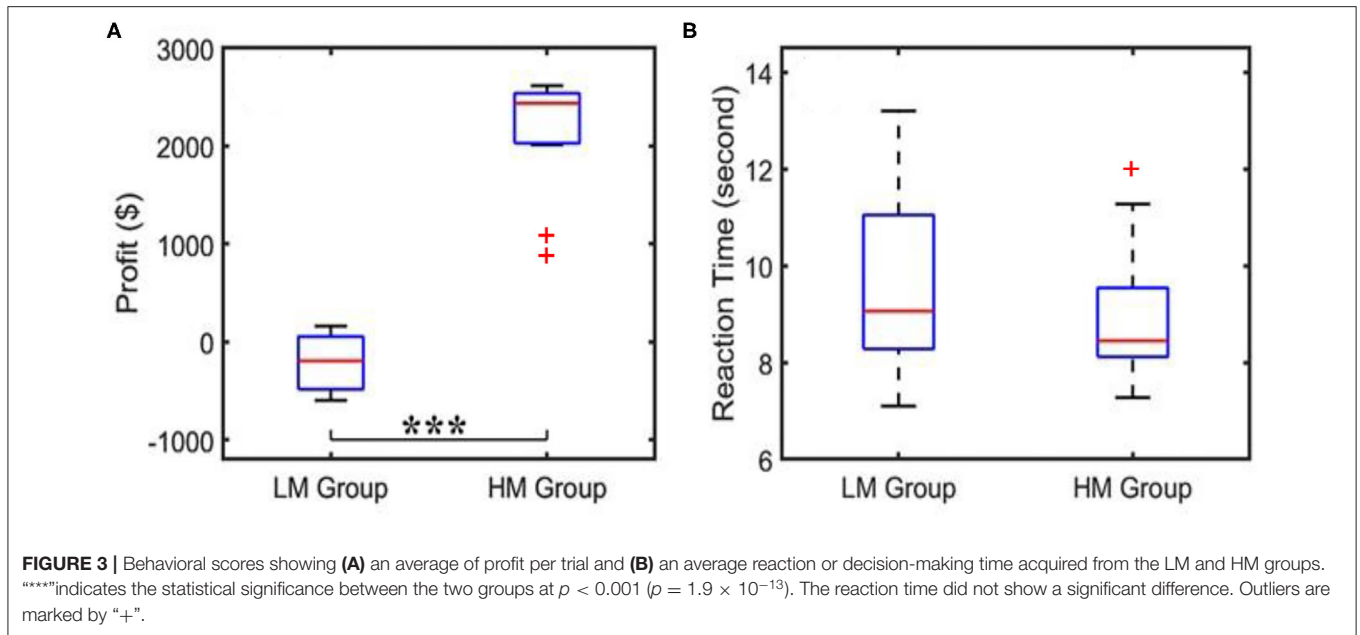 A
B
3000
2000
1000
0
-1000
Profit ($)
***
LM Group
HM Group
14
12
10
8
6
Reaction Time (second)
LM Group
HM Group
FIGURE 3 | Behavioral scores showing (A) an average of profit per trial and (B) an average reaction or decision-making time acquired from the LM and HM groups.
“***”indicates the statistical significance between the two groups at p < 0.001 (p = 1.9 × 10−13). The reaction time did not show a significant difference. Outliers are
marked by “+”.